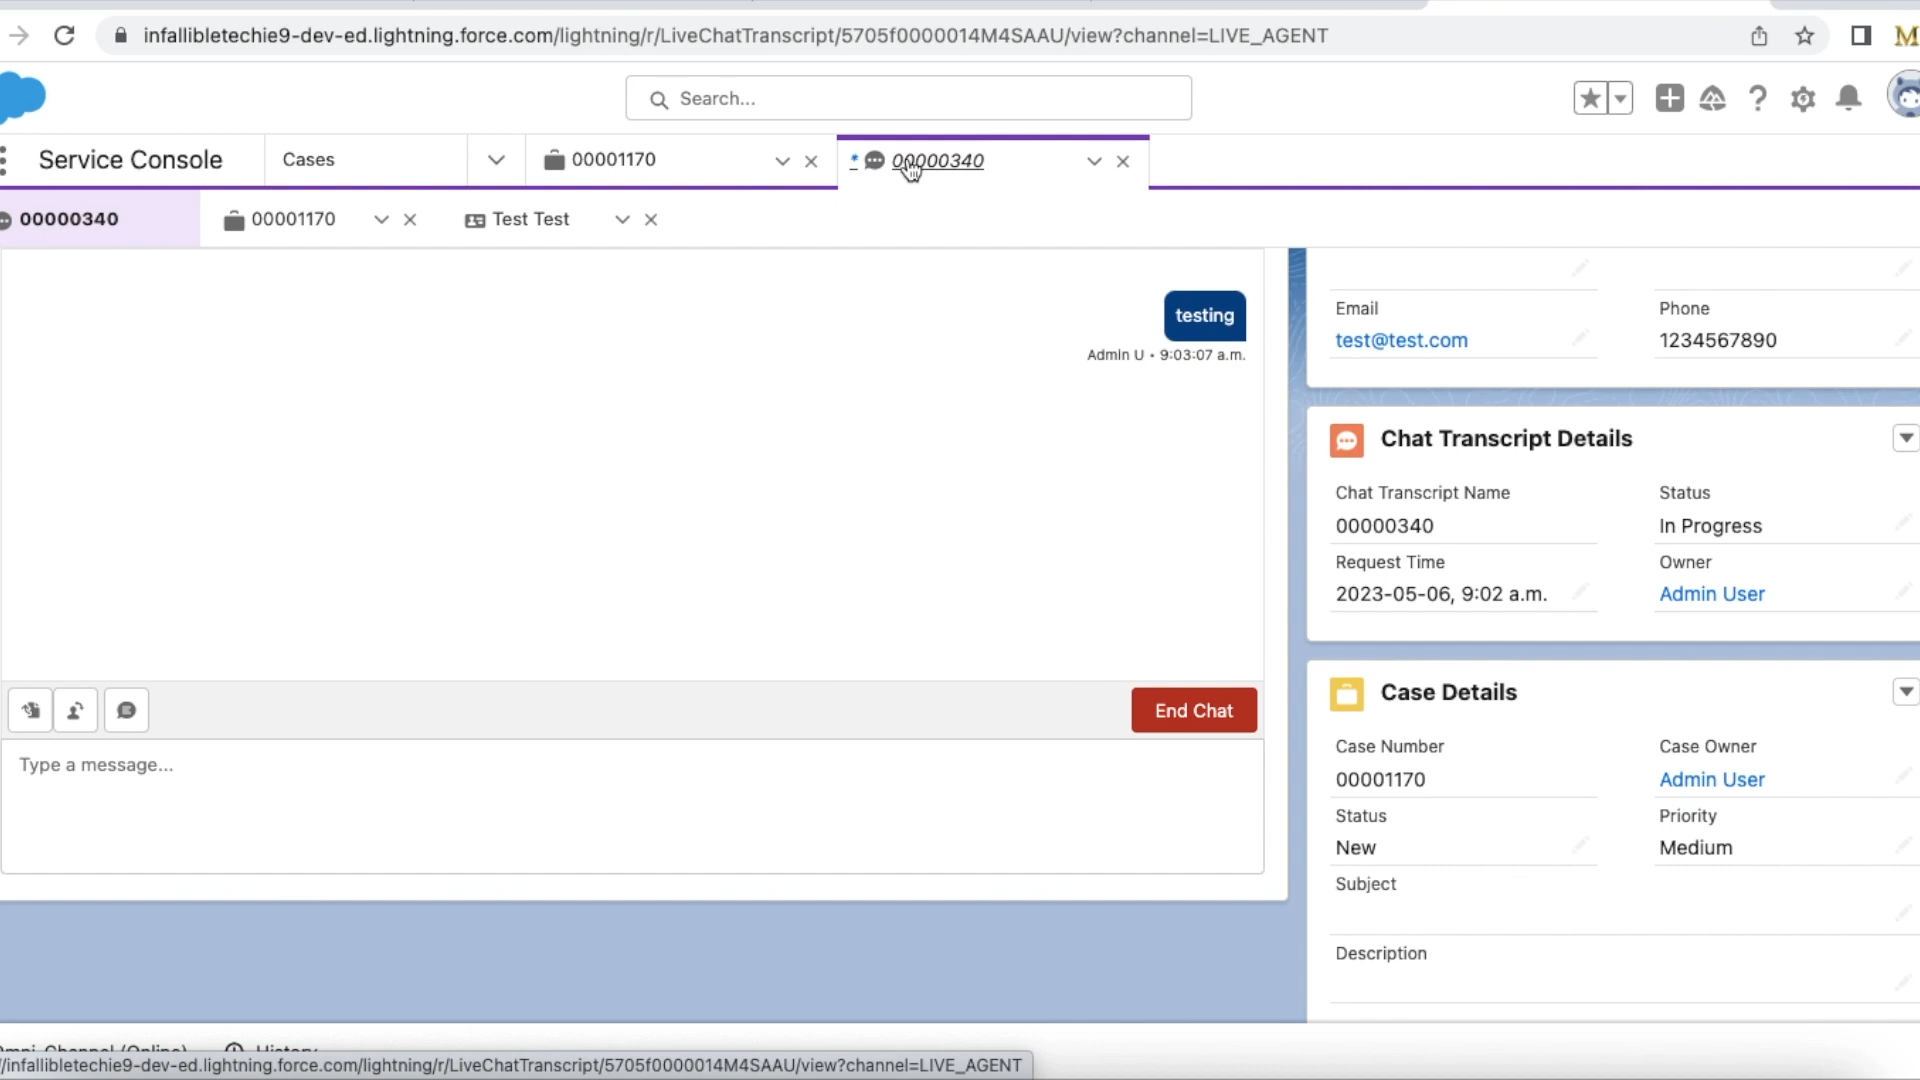 infallibletechie9-dev-ed.lightning.force.com/lightning/r/LiveChatTranscript/5705f0000014M4SAAU/view?channel=LIVE_AGENT
M
Search...
Service Console
Cases
00001170
* 00000340
00000340
00001170
Test Test
testing
Admin U • 9:03:07 a.m.
End Chat
Type a message...
Email
Phone
test@test.com
1234567890
Chat Transcript Details
Chat Transcript Name
Status
00000340
In Progress
Request Time
Owner
2023-05-06, 9:02 a.m.
Admin User
Case Details
Case Number
Case Owner
00001170
Admin User
Status
Priority
New
Medium
Subject
Description
Omni-Channel (Online)
History
/infallibletechie9-dev-ed.lightning.force.com/lightning/r/LiveChatTranscript/5705f0000014M4SAAU/view?channel=LIVE_AGENT